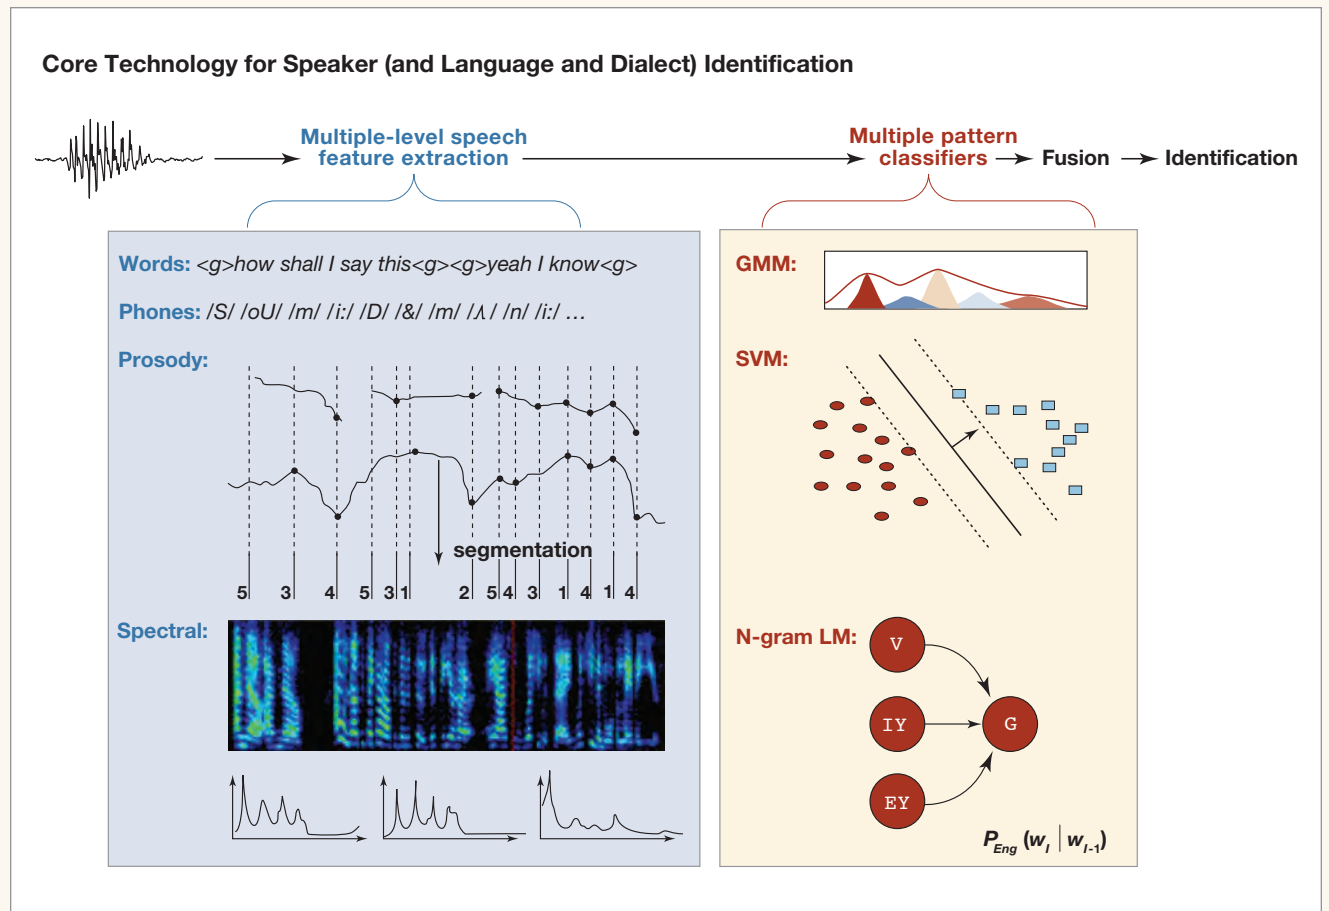 Core Technology for Speaker (and Language and Dialect) Identification
Multiple-level speech
feature extraction
Multiple pattern
classifiers
Fusion
Identification
Words: <g>how shall I say this<g><g>yeah I know<g>
Phones: /S/ /oU/ /m/ /i:/ /D/ /&/ /m/ /Λ/ /n/ /i:/ …
Prosody:
segmentation
5 3 4 5 3 1 2 5 4 3 1 4 1 4
Spectral:
GMM:
SVM:
N-gram LM:
V
IY
G
EY
P_Eng (w_I | w_I-1)